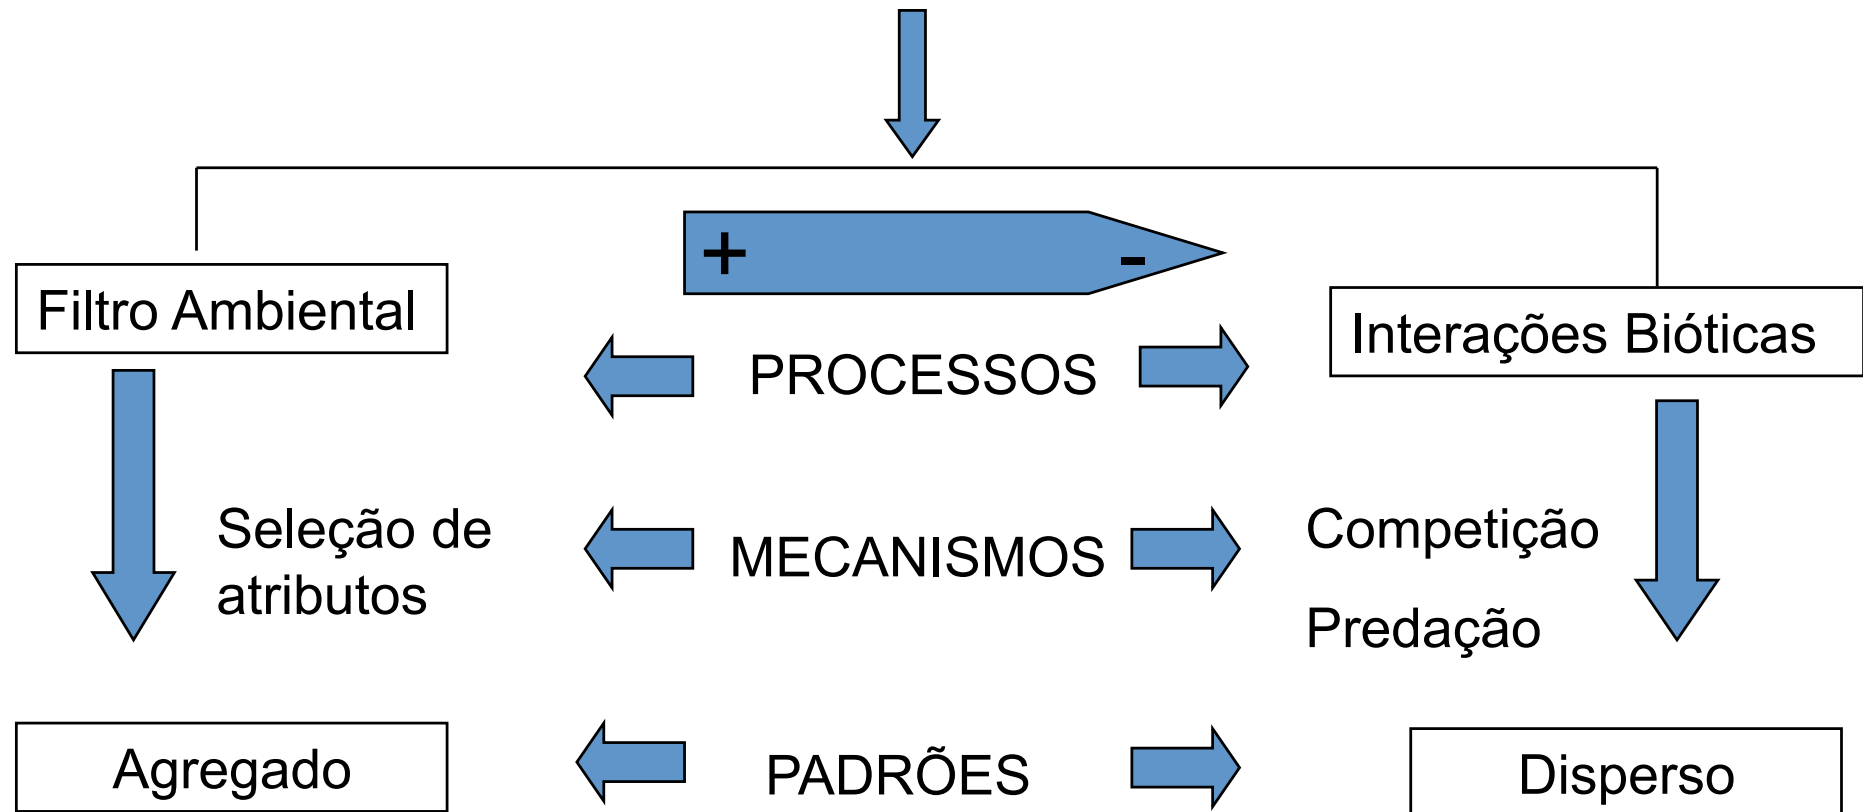 + -
Filtro Ambiental
Interações Bióticas
PROCESSOS
Seleção de
atributos
MECANISMOS
Competição
Predação
Agregado
PADRÕES
Disperso